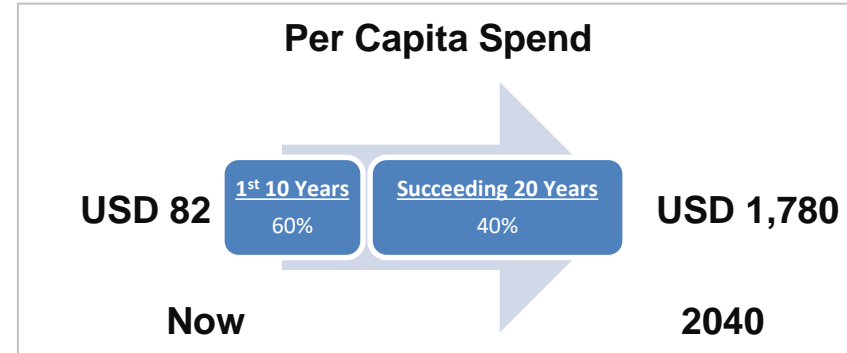 Per Capita Spend
USD 82
1st 10 Years
60%
Succeeding 20 Years
40%
USD 1,780
Now
2040